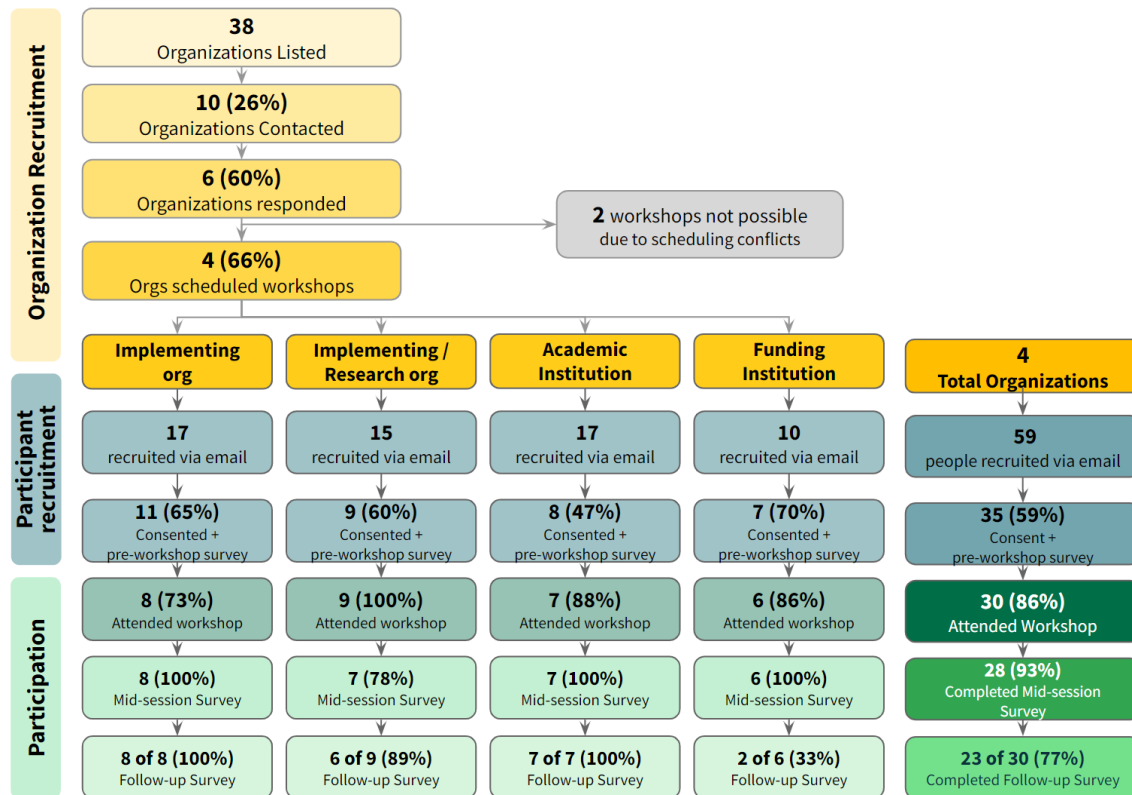 Organization Recruitment
38
Organizations Listed
10 (26%)
Organizations Contacted
6 (60%)
Organizations responded
2 workshops not possible
due to scheduling conflicts
4 (66%)
Orgs scheduled workshops
Implementing
org
Implementing /
Research org
Academic
Institution
Funding
Institution
4
Total Organizations
Participant
recruitment
17
recruited via email
15
recruited via email
17
recruited via email
10
recruited via email
59
people recruited via email
11 (65%)
Consented +
pre-workshop survey
9 (60%)
Consented +
pre-workshop survey
8 (47%)
Consented +
pre-workshop survey
7 (70%)
Consented +
pre-workshop survey
35 (59%)
Consent +
pre-workshop survey
Participation
8 (73%)
Attended workshop
9 (100%)
Attended workshop
7 (88%)
Attended workshop
6 (86%)
Attended workshop
30 (86%)
Attended Workshop
8 (100%)
Mid-session Survey
7 (78%)
Mid-session Survey
7 (100%)
Mid-session Survey
6 (100%)
Mid-session Survey
28 (93%)
Completed Mid-session
Survey
8 of 8 (100%)
Follow-up Survey
6 of 9 (89%)
Follow-up Survey
7 of 7 (100%)
Follow-up Survey
2 of 6 (33%)
Follow-up Survey
23 of 30 (77%)
Completed Follow-up Survey